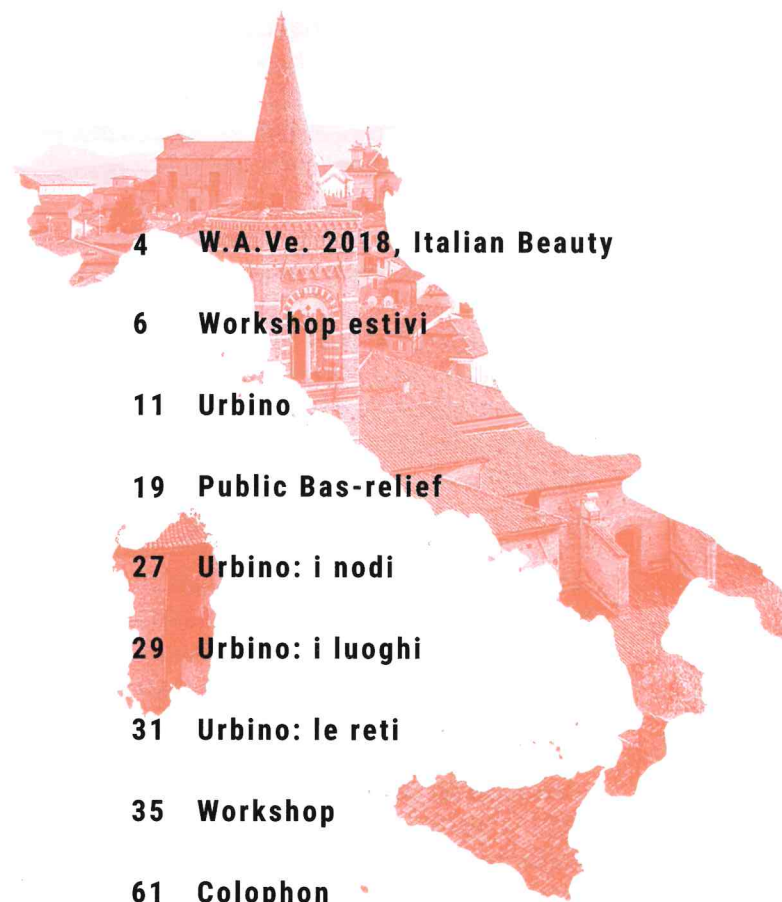 4 W.A.Ve. 2018, Italian Beauty
6 Workshop estivi
11 Urbino
19 Public Bas-relief
27 Urbino: i nodi
29 Urbino: i luoghi
31 Urbino: le reti
35 Workshop
61 Colophon